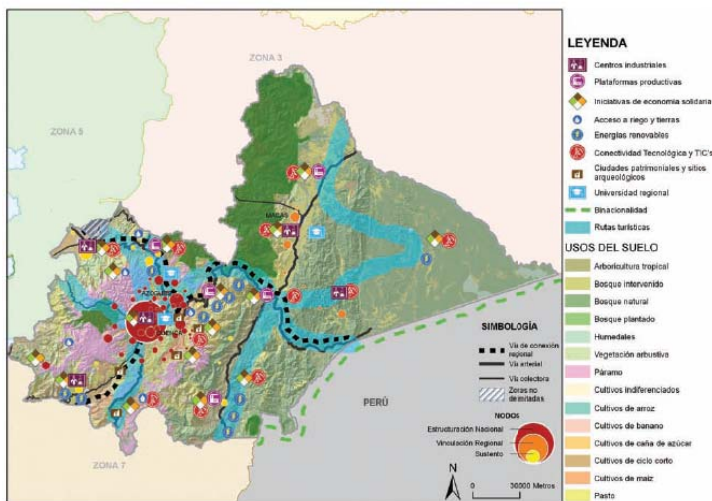 ZONA 3
ZONA 5
MACAS
AZOGUES
CUENCA
ZONA 7
PERÚ
SIMBOLOGÍA
Vía de conexión
regional
Vía arterial
Vía colectora
Zonas no
delimitadas
NODOS
Estructuración Nacional
Vinculación Regional
Sustento
N
0 30000 Metros
LEYENDA
Centros industriales
Plataformas productivas
Iniciativas de economía solidaria
Acceso a riego y tierras
Energías renovables
Conectividad Tecnológica y TIC's
Ciudades patrimoniales y sitios
arqueológicos
Universidad regional
Binacionalidad
Rutas turísticas
USOS DEL SUELO
Arboricultura tropical
Bosque intervenido
Bosque natural
Bosque plantado
Humedales
Vegetación arbustiva
Páramo
Cultivos indiferenciados
Cultivos de arroz
Cultivos de banano
Cultivos de caña de azúcar
Cultivos de ciclo corto
Cultivos de maíz
Pasto